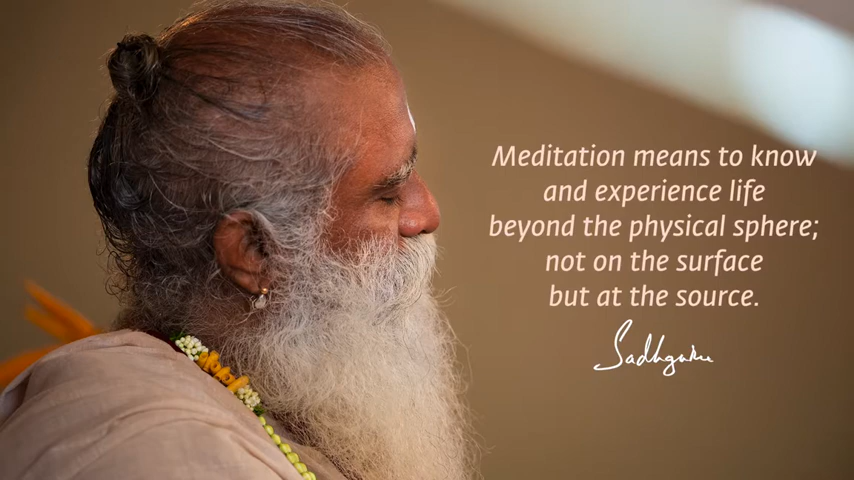 Meditation means to know
and experience life
beyond the physical sphere;
not on the surface
but at the source.
Sadhguru